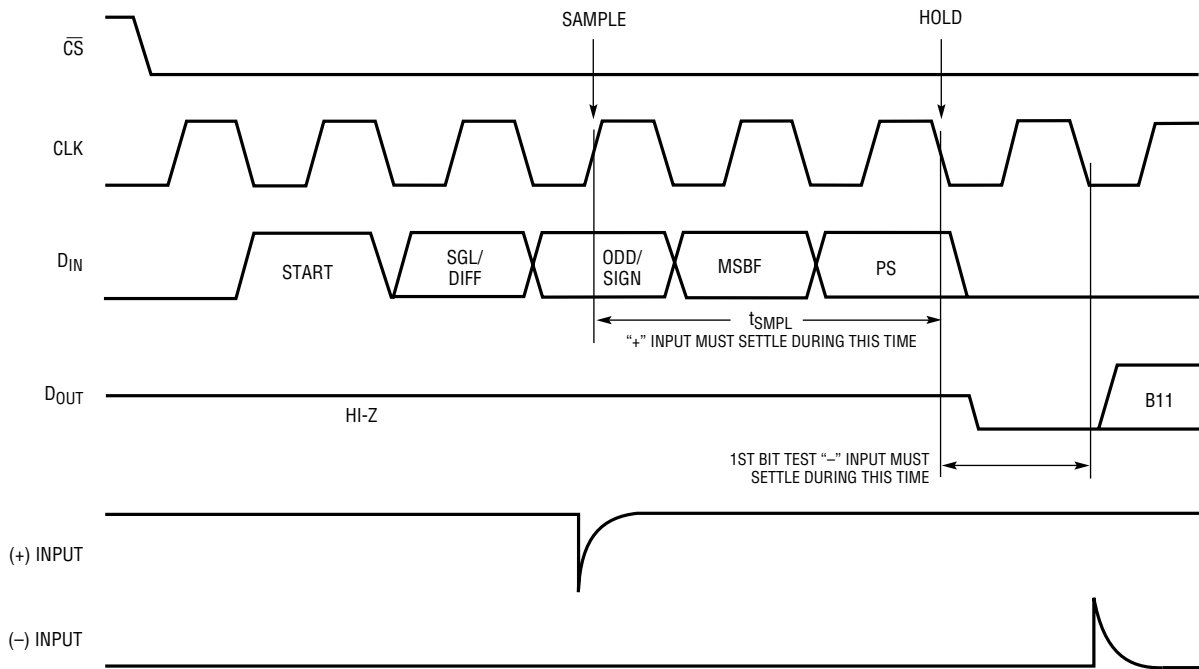 SAMPLE
HOLD
CS
CLK
DIN
START
SGL/
DIFF
ODD/
SIGN
MSBF
PS
tSMPL
“+” INPUT MUST SETTLE DURING THIS TIME
DOUT
HI-Z
B11
1ST BIT TEST “–” INPUT MUST
SETTLE DURING THIS TIME
(+) INPUT
(–) INPUT